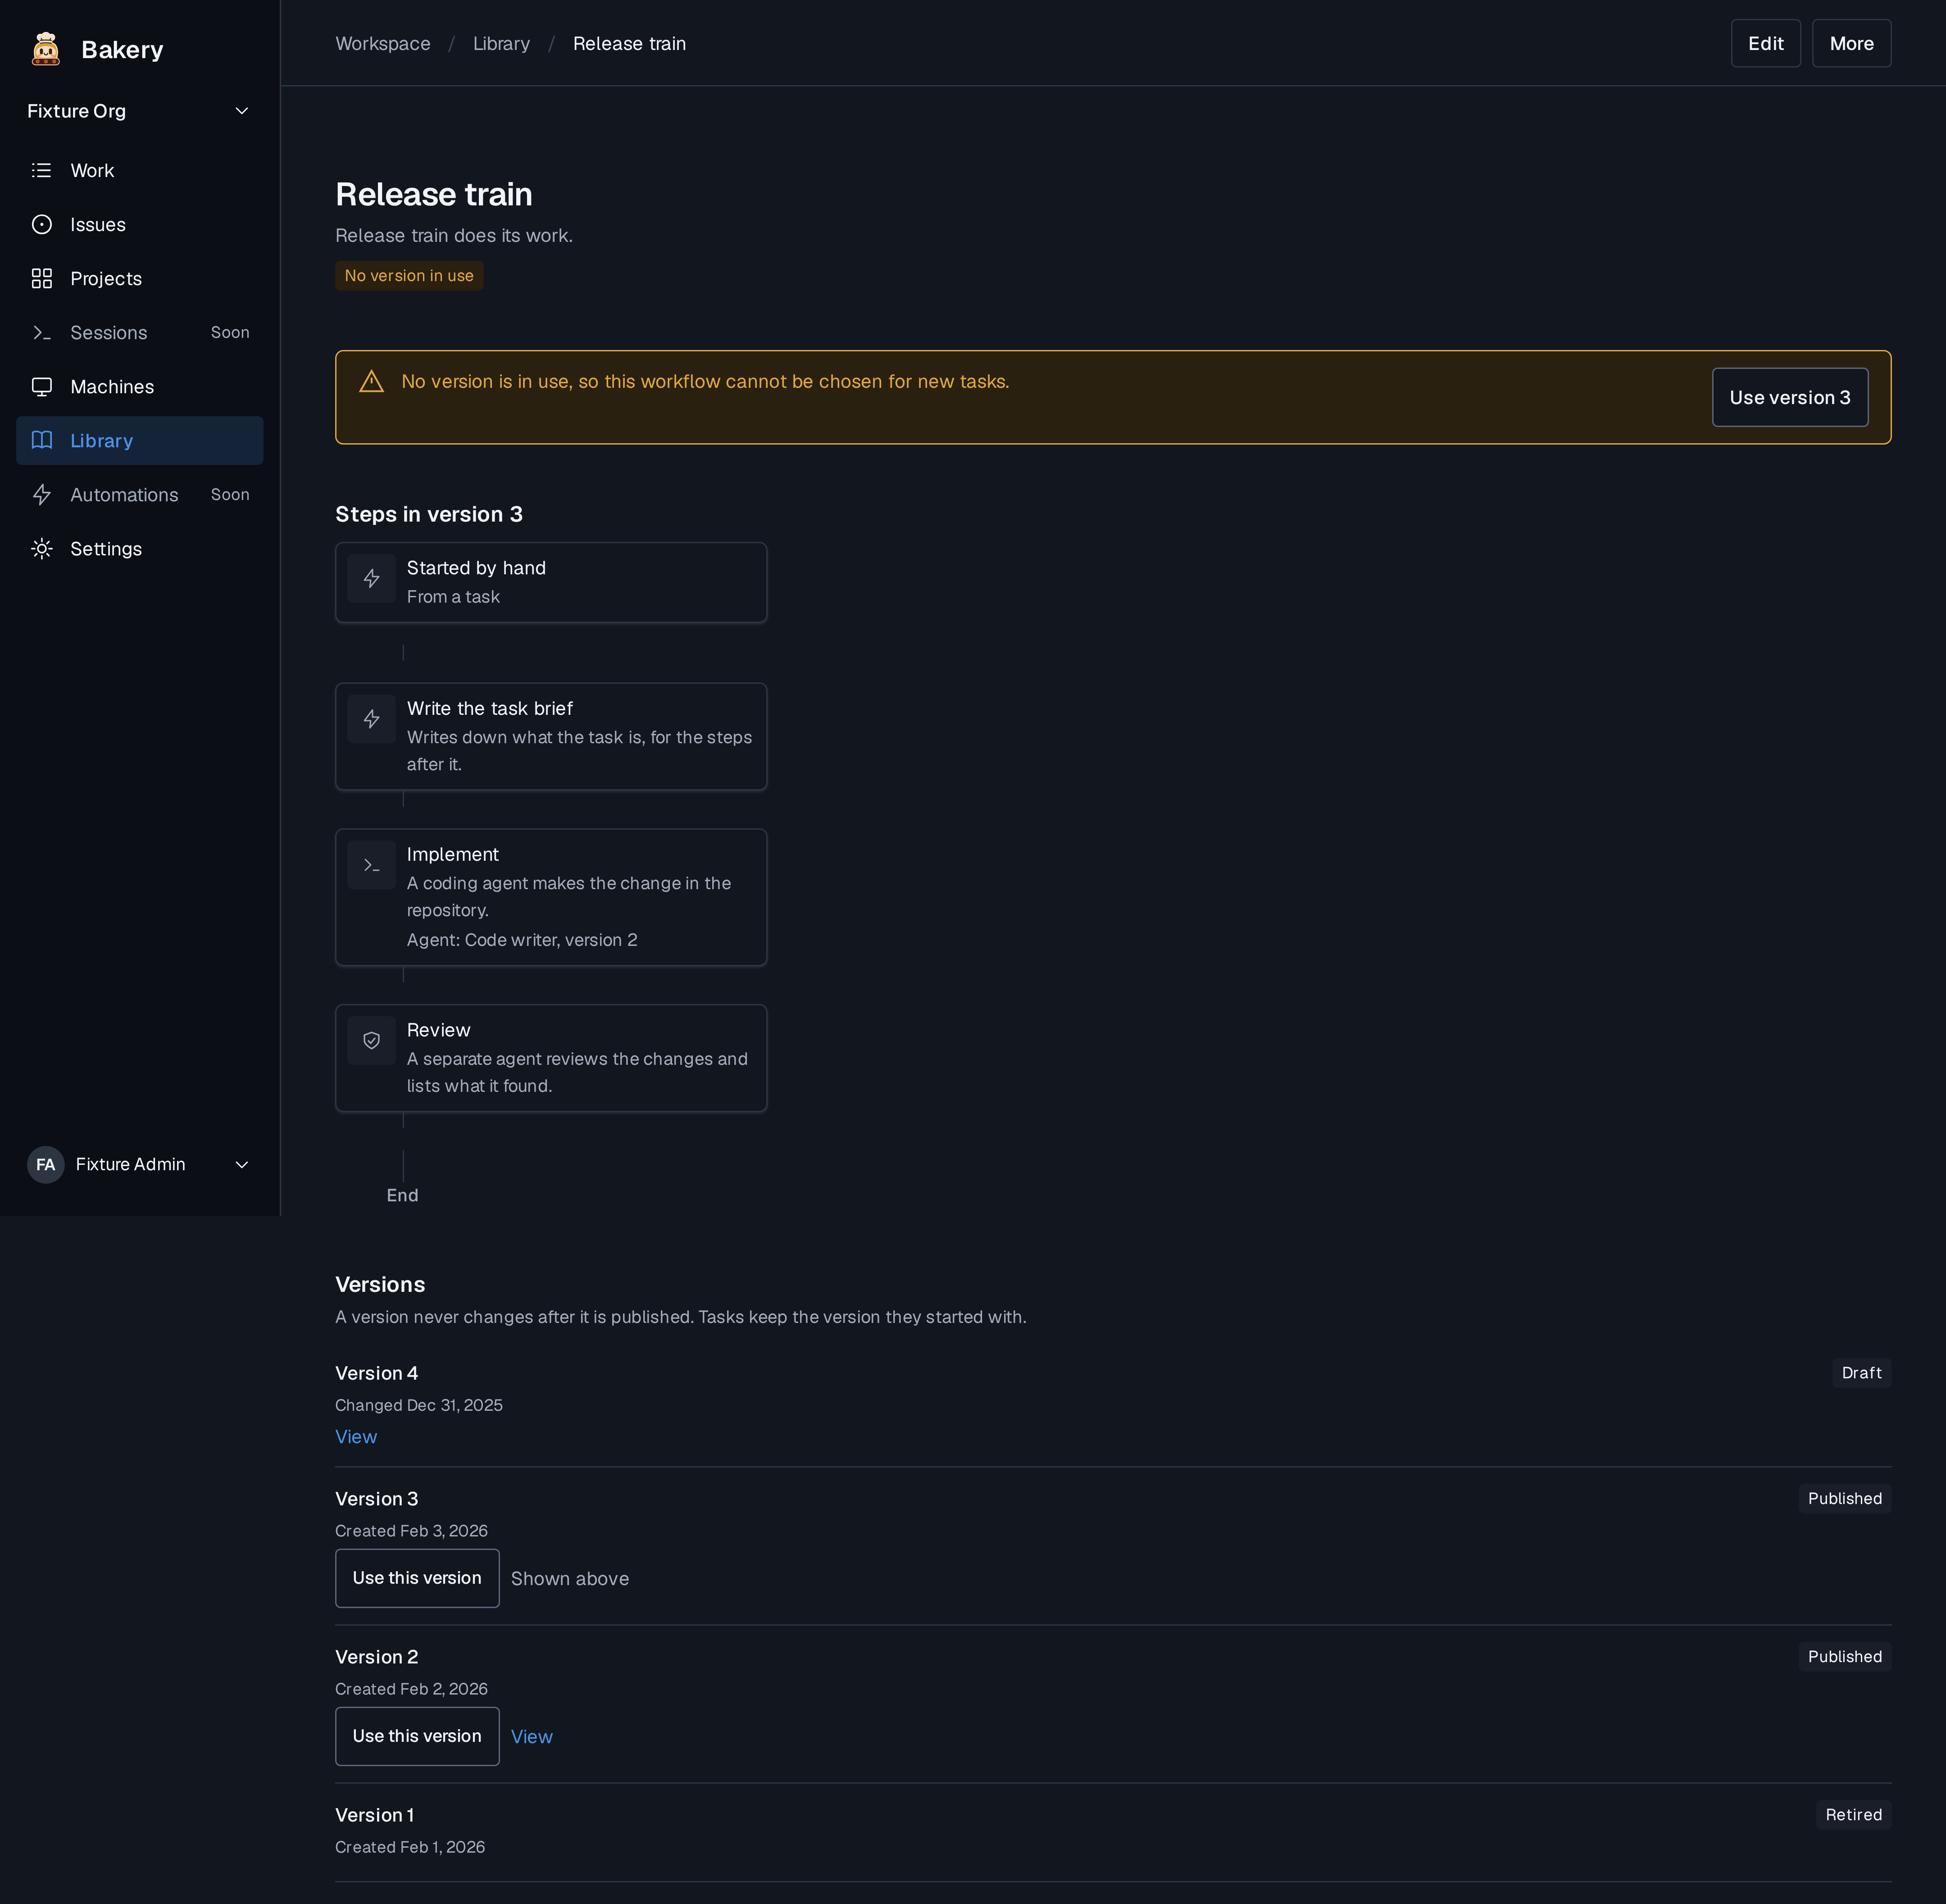 Bakery
Fixture Org
Work
Issues
Projects
Sessions Soon
Machines
Library
Automations Soon
Settings
FA Fixture Admin
Workspace / Library / Release train
Edit More
Release train
Release train does its work.
No version in use
No version is in use, so this workflow cannot be chosen for new tasks.
Use version 3
Steps in version 3
Started by hand
From a task
Write the task brief
Writes down what the task is, for the steps
after it.
Implement
A coding agent makes the change in the
repository.
Agent: Code writer, version 2
Review
A separate agent reviews the changes and
lists what it found.
End
Versions
A version never changes after it is published. Tasks keep the version they started with.
Version 4 Draft
Changed Dec 31, 2025
View
Version 3 Published
Created Feb 3, 2026
Use this version Shown above
Version 2 Published
Created Feb 2, 2026
Use this version View
Version 1 Retired
Created Feb 1, 2026